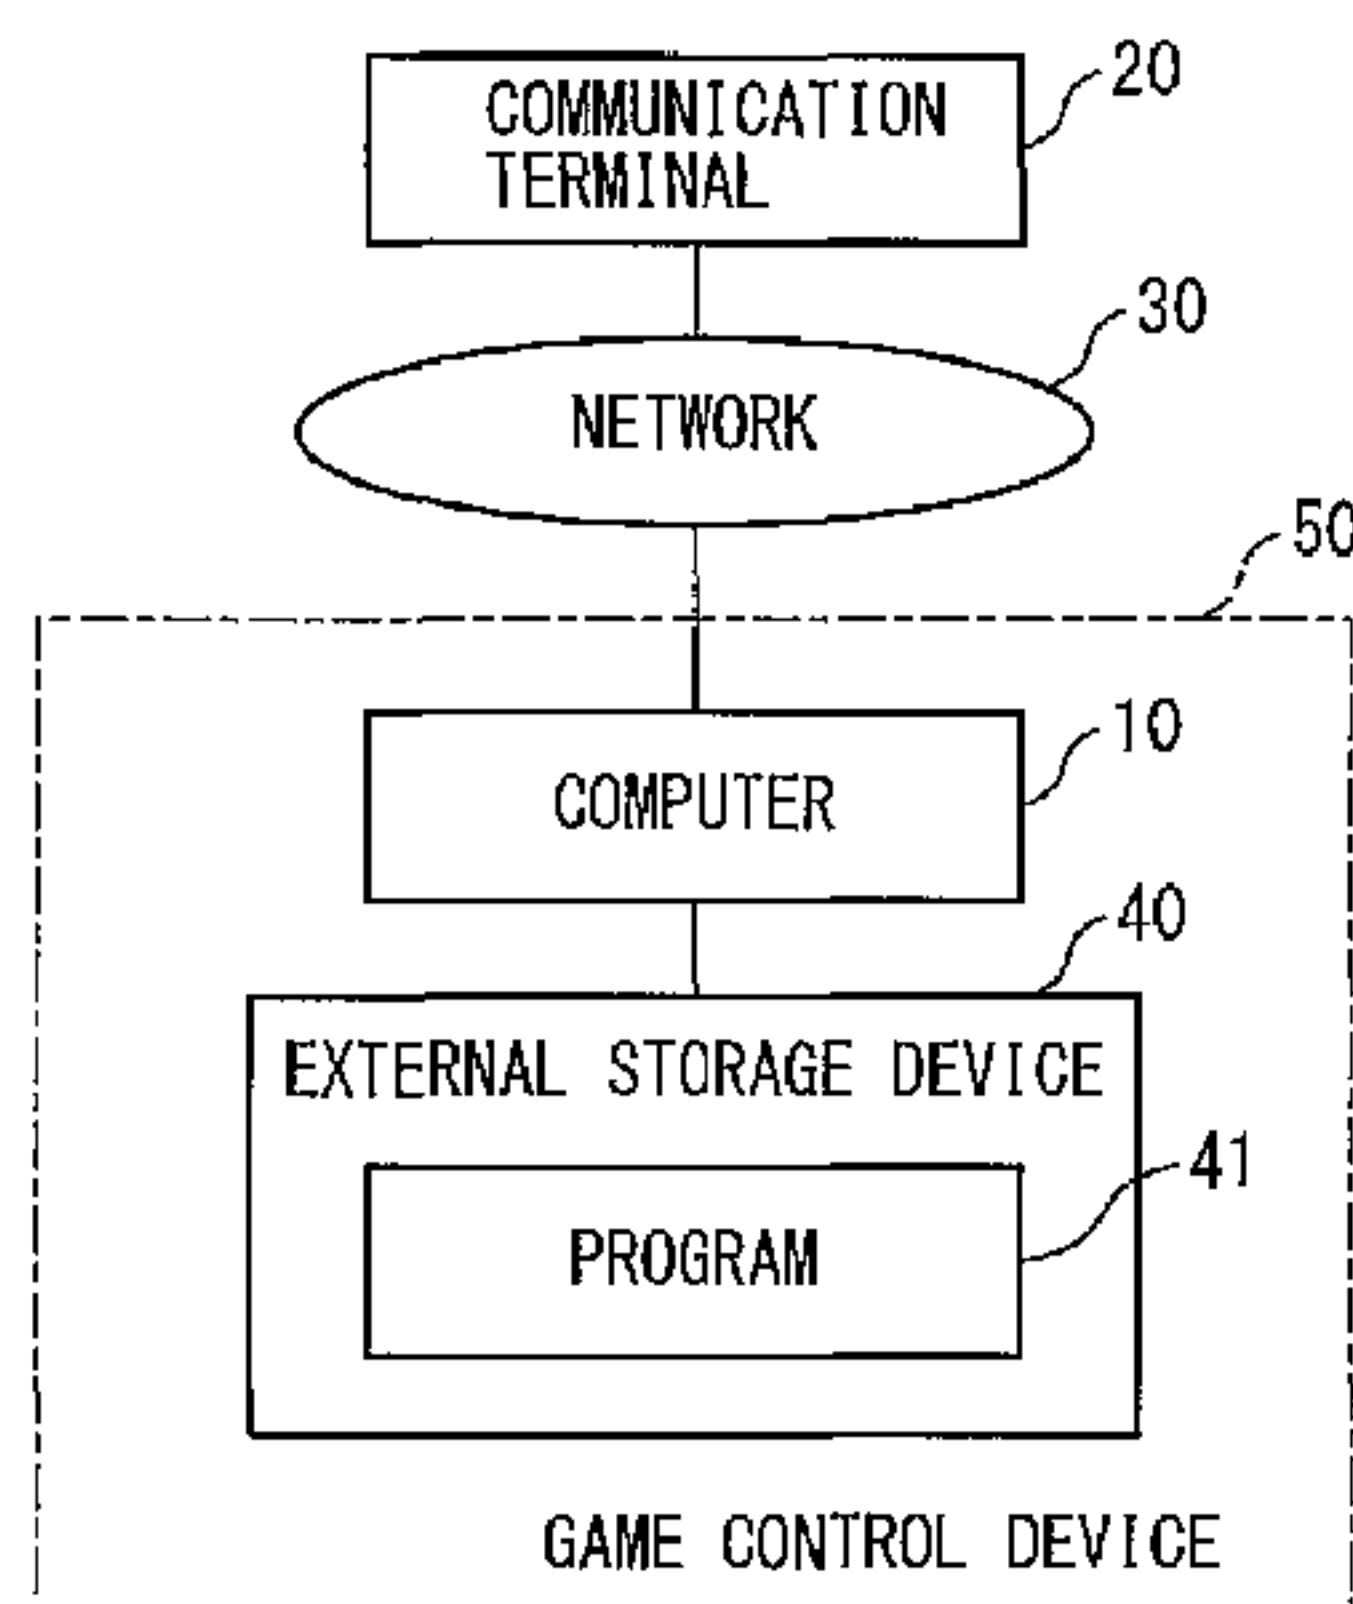 20
COMMUNICATION
TERMINAL
30
NETWORK
50
10
COMPUTER
40
EXTERNAL STORAGE DEVICE
41
PROGRAM
GAME CONTROL DEVICE